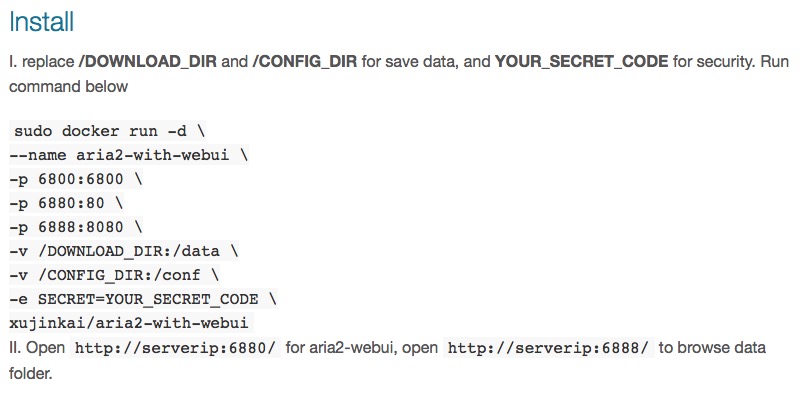 Install
I. replace /DOWNLOAD_DIR and /CONFIG_DIR for save data, and YOUR_SECRET_CODE for security. Run
command below
sudo docker run -d \
--name aria2-with-webui \
-p 6800:6800 \
-p 6880:80 \
-p 6888:8080 \
-v /DOWNLOAD_DIR:/data \
-v /CONFIG_DIR:/conf \
-e SECRET=YOUR_SECRET_CODE \
xujinkai/aria2-with-webui
II. Open http://serverip:6880/ for aria2-webui, open http://serverip:6888/ to browse data
folder.